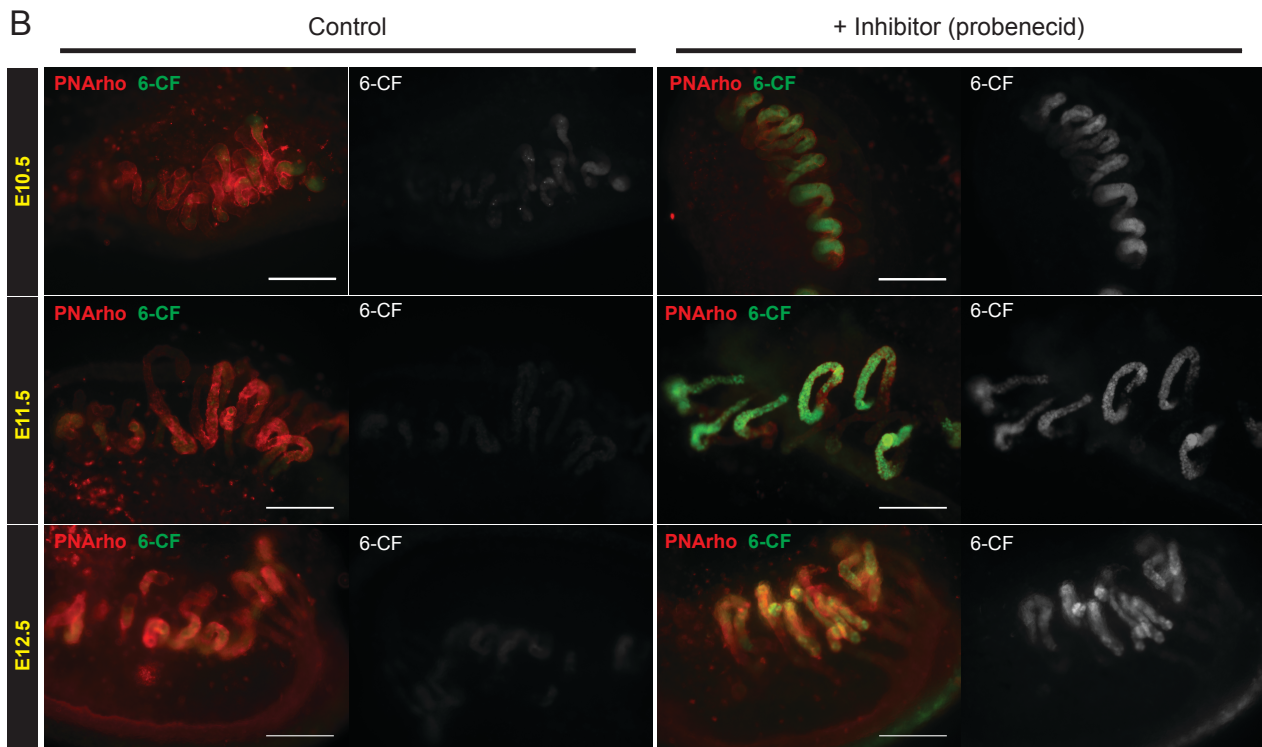 B
Control
+ Inhibitor (probenecid)
E10.5
PNArho 6-CF
6-CF
PNArho 6-CF
6-CF
E11.5
PNArho 6-CF
6-CF
PNArho 6-CF
6-CF
E12.5
PNArho 6-CF
6-CF
PNArho 6-CF
6-CF